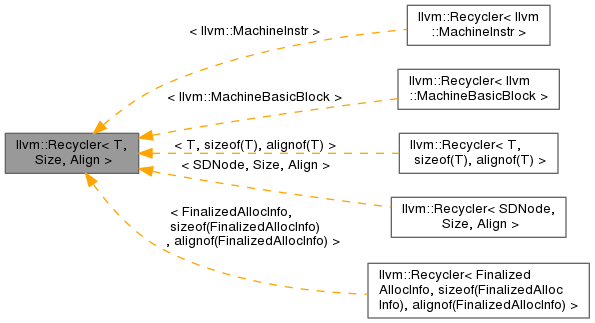 llvm::Recycler< llvm
::MachineInstr >
< llvm::MachineInstr >
llvm::Recycler< llvm
::MachineBasicBlock >
< llvm::MachineBasicBlock >
llvm::Recycler< T,
Size, Align >
< T, sizeof(T), alignof(T) >
llvm::Recycler< T,
sizeof(T), alignof(T) >
< SDNode, Size, Align >
llvm::Recycler< SDNode,
Size, Align >
< FinalizedAllocInfo,
sizeof(FinalizedAllocInfo)
, alignof(FinalizedAllocInfo) >
llvm::Recycler< Finalized
AllocInfo, sizeof(FinalizedAlloc
Info), alignof(FinalizedAllocInfo) >